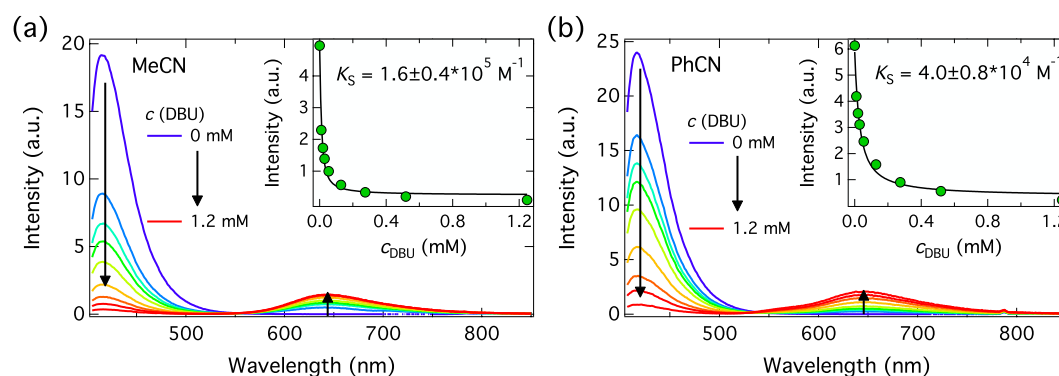 (a)
20
15
10
5
0
Intensity (a.u.)
MeCN
c (DBU)
0 mM
1.2 mM
500
600
700
800
Wavelength (nm)
4
3
2
1
Intensity (a.u.)
K_S = 1.6±0.4*10^5 M^-1
0.0
0.4
0.8
1.2
c_DBU (mM)
(b)
25
20
15
10
5
0
Intensity (a.u.)
PhCN
c (DBU)
0 mM
1.2 mM
500
600
700
800
Wavelength (nm)
6
5
4
3
2
1
Intensity (a.u.)
K_S = 4.0±0.8*10^4 M^-1
0.0
0.4
0.8
1.2
c_DBU (mM)